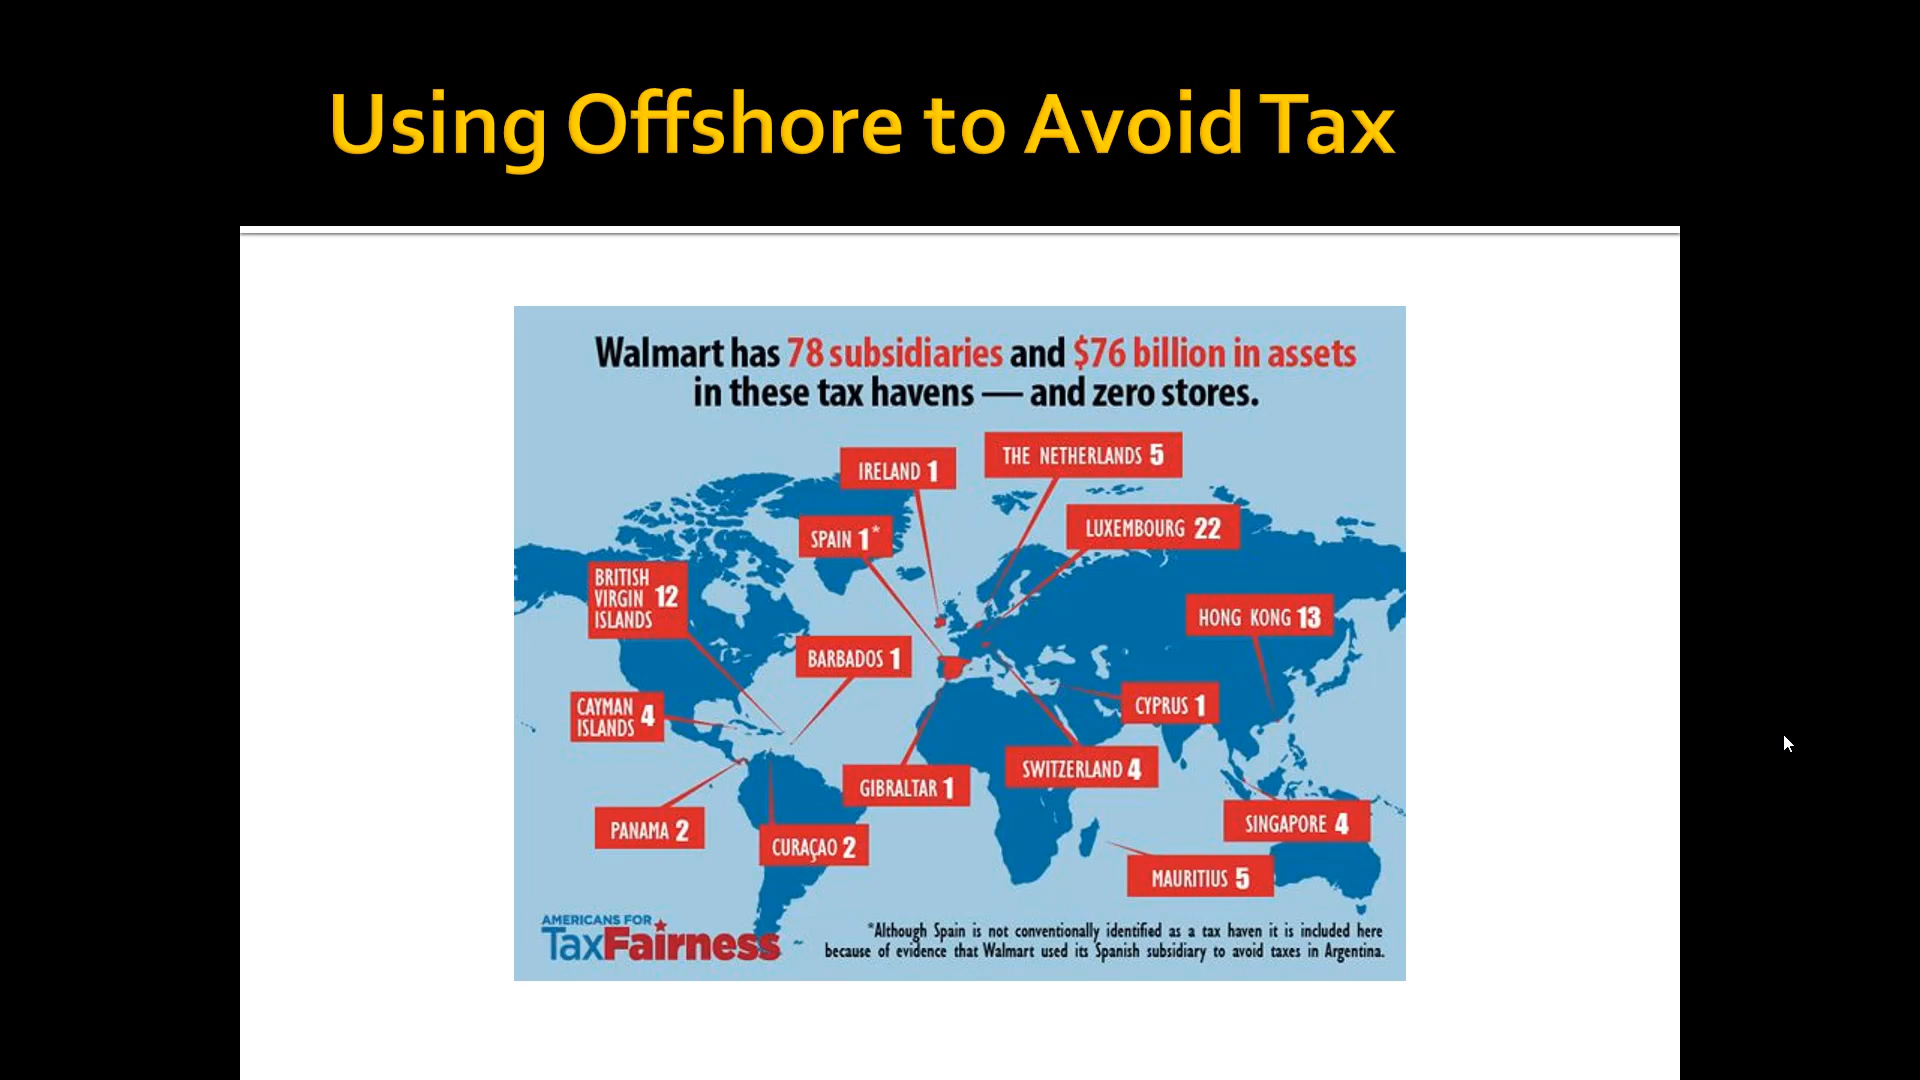 Using Offshore to Avoid Tax
Walmart has 78 subsidiaries and $76 billion in assets
in these tax havens — and zero stores.
IRELAND 1
THE NETHERLANDS 5
SPAIN 1*
LUXEMBOURG 22
BRITISH
VIRGIN 12
ISLANDS
HONG KONG 13
BARBADOS 1
CAYMAN
ISLANDS 4
CYPRUS 1
SWITZERLAND 4
GIBRALTAR 1
PANAMA 2
CURAÇAO 2
SINGAPORE 4
MAURITIUS 5
AMERICANS FOR
TaxFairness
*Although Spain is not conventionally identified as a tax haven it is included here
because of evidence that Walmart used its Spanish subsidiary to avoid taxes in Argentina.